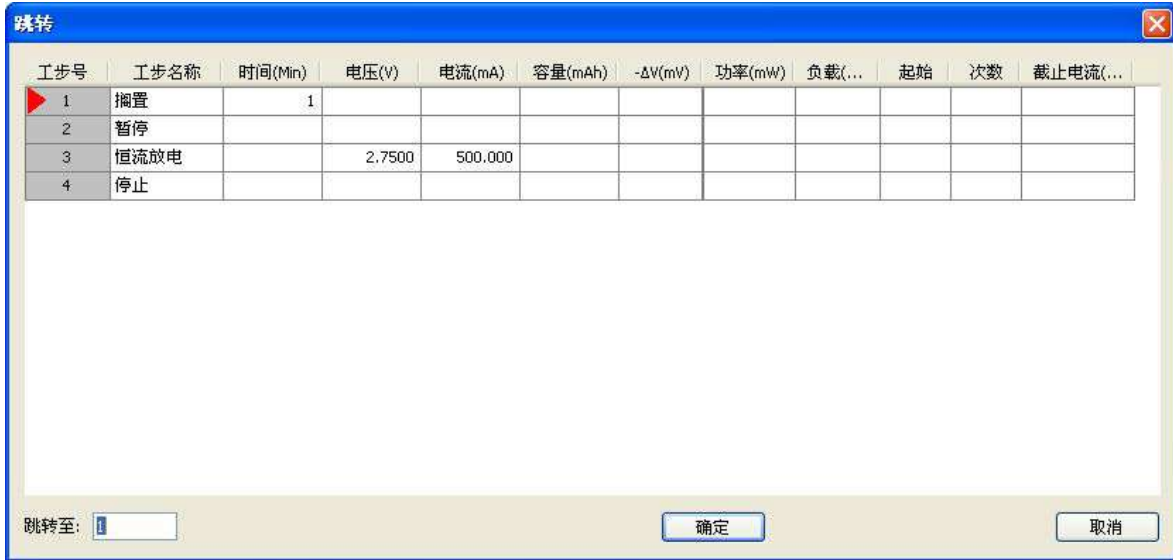 跳转
工步号 工步名称 时间(Min) 电压(V) 电流(mA) 容量(mAh) -ΔV(mV) 功率(mW) 负载(... 起始 次数 截止电流(...
1 搁置 1
2 暂停
3 恒流放电 2.7500 500.000
4 停止
跳转至: 1 确定 取消